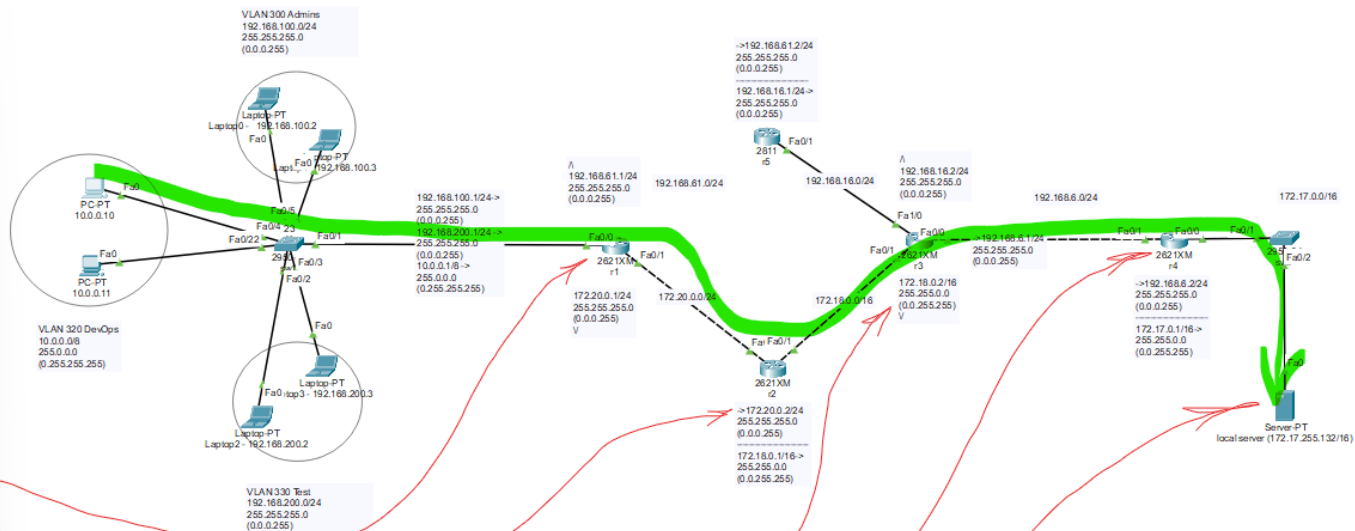 VLAN 300 Admins
192.168.100.0/24
255.255.255.0
(0.0.0.255)
Laptop-PT
Laptop0 - 192.168.100.2
Fa0
Laptop-PT
192.168.100.3
Fa0
PC-PT
10.0.0.10
Fa0
PC-PT
10.0.0.11
Fa0
VLAN 320 DevOps
10.0.0.0/8
255.0.0.0
(0.255.255.255)
Fa0/5
Fa0/4
Fa0/22
Fa0/1
Fa0/3
Fa0/2
Fa0
Laptop-PT
192.168.200.3
Fa0
Laptop-PT
Laptop2 - 192.168.200.2
VLAN 330 Test
192.168.200.0/24
255.255.255.0
(0.0.0.255)
192.168.100.1/24->
255.255.255.0
(0.0.0.255)
192.168.200.1/24->
255.255.255.0
(0.0.0.255)
10.0.0.1/8->
255.0.0.0
(0.255.255.255)
/\
192.168.61.1/24
255.255.255.0
(0.0.0.255)
192.168.61.0/24
Fa0/0
2621XM
r1
Fa0/1
172.20.0.1/24
255.255.255.0
(0.0.0.255)
\/
172.20.0.0/24
Fa0/1
2621XM
r2
->172.20.0.2/24
255.255.255.0
(0.0.0.255)
--------------------
172.18.0.1/16->
255.255.0.0
(0.0.255.255)
172.18.0.0/16
->192.168.61.2/24
255.255.255.0
(0.0.0.255)
--------------------
192.168.16.1/24->
255.255.255.0
(0.0.0.255)
Fa0/1
2811
r5
192.168.16.0/24
/\
192.168.16.2/24
255.255.255.0
(0.0.0.255)
Fa1/0
Fa0/0
Fa0/1
2621XM
r3
172.18.0.2/16
255.255.0.0
(0.0.255.255)
\/
->192.168.6.1/24
255.255.255.0
(0.0.0.255)
192.168.6.0/24
Fa0/1
Fa0/0
2621XM
r4
->192.168.6.2/24
255.255.255.0
(0.0.0.255)
--------------------
172.17.0.1/16->
255.255.0.0
(0.0.255.255)
172.17.0.0/16
Fa0/1
Fa0/2
Fa0
Server-PT
local server (172.17.255.132/16)